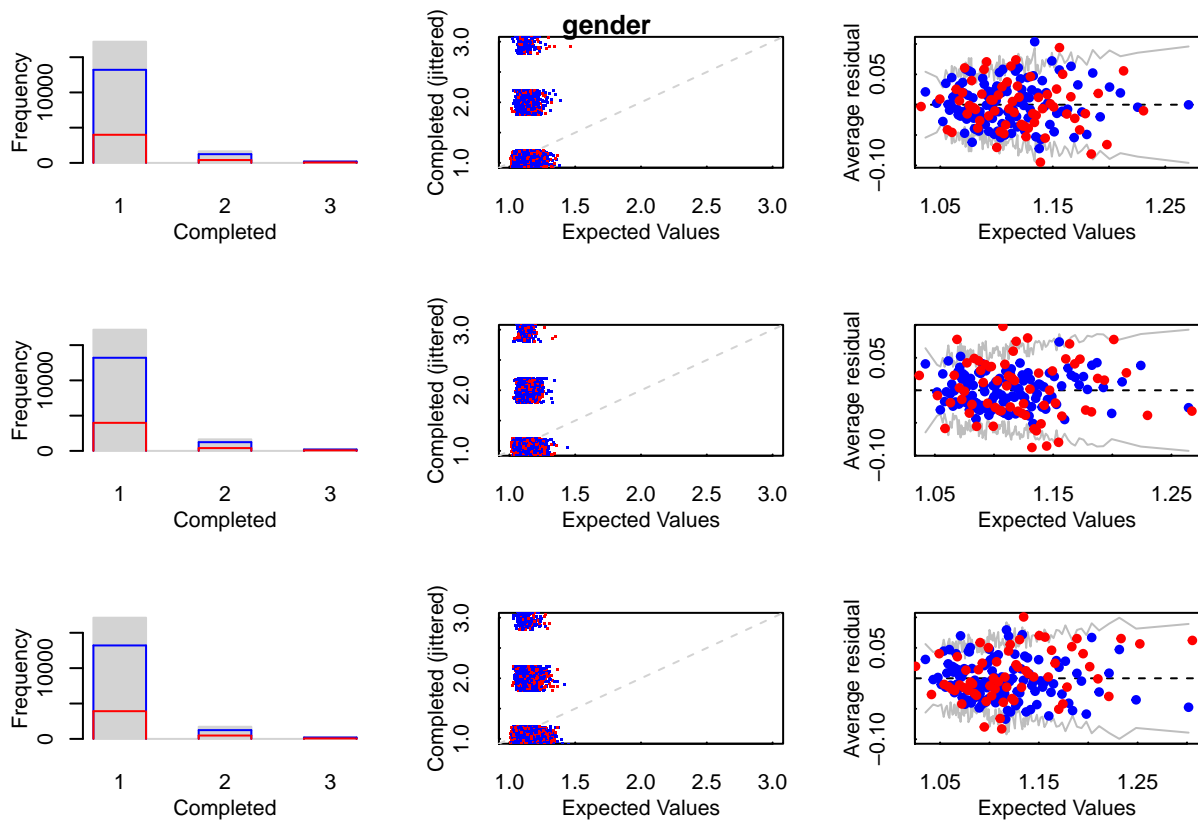 gender
Frequency
0 10000
1 2 3
Completed
Completed (jittered)
1.0 2.0 3.0
1.0 1.5 2.0 2.5 3.0
Expected Values
Average residual
−0.10 0.05
1.05 1.15 1.25
Expected Values
Frequency
0 10000
1 2 3
Completed
Completed (jittered)
1.0 2.0 3.0
1.0 1.5 2.0 2.5 3.0
Expected Values
Average residual
−0.10 0.05
1.05 1.15 1.25
Expected Values
Frequency
0 10000
1 2 3
Completed
Completed (jittered)
1.0 2.0 3.0
1.0 1.5 2.0 2.5 3.0
Expected Values
Average residual
−0.10 0.05
1.05 1.15 1.25
Expected Values